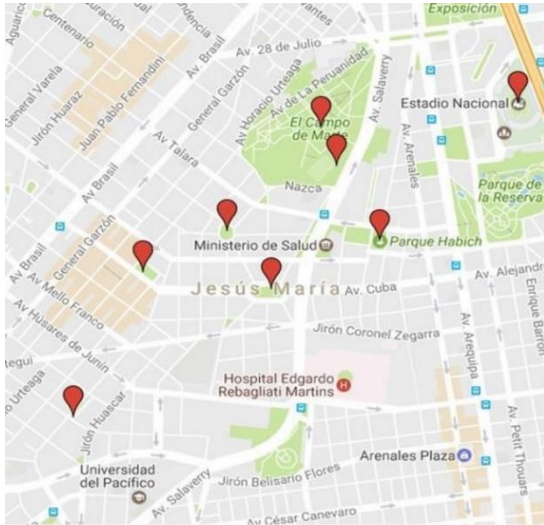 Aguarico
Centenario
Jirón Huaraz
General Varela
Juan Pablo Fernandini
Av. Brasil
General Garzón
Av. 28 de Julio
Exposición
Av Horacio Urteaga
Av de La Peruanidad
Av. Salaverry
El Campo
de Marte
Estadio Nacional
Av. Arenales
Av Talara
Nazca
Parque de
la Reserva
Av Brasil
Av Brasil
General Garzón
Ministerio de Salud
Parque Habich
Av Mello Franco
Jesús María
Av. Cuba
Av. Alejandro
Av Húsares de Junín
Jirón Coronel Zegarra
Enrique Barron
Av. Arequipa
Hospital Edgardo
Rebagliati Martins
H
Jirón Huascar
Av. Petit Thouars
Arenales Plaza
Universidad
del Pacífico
Av. Salaverry
Jirón Belisario Flores
Av César Canevaro